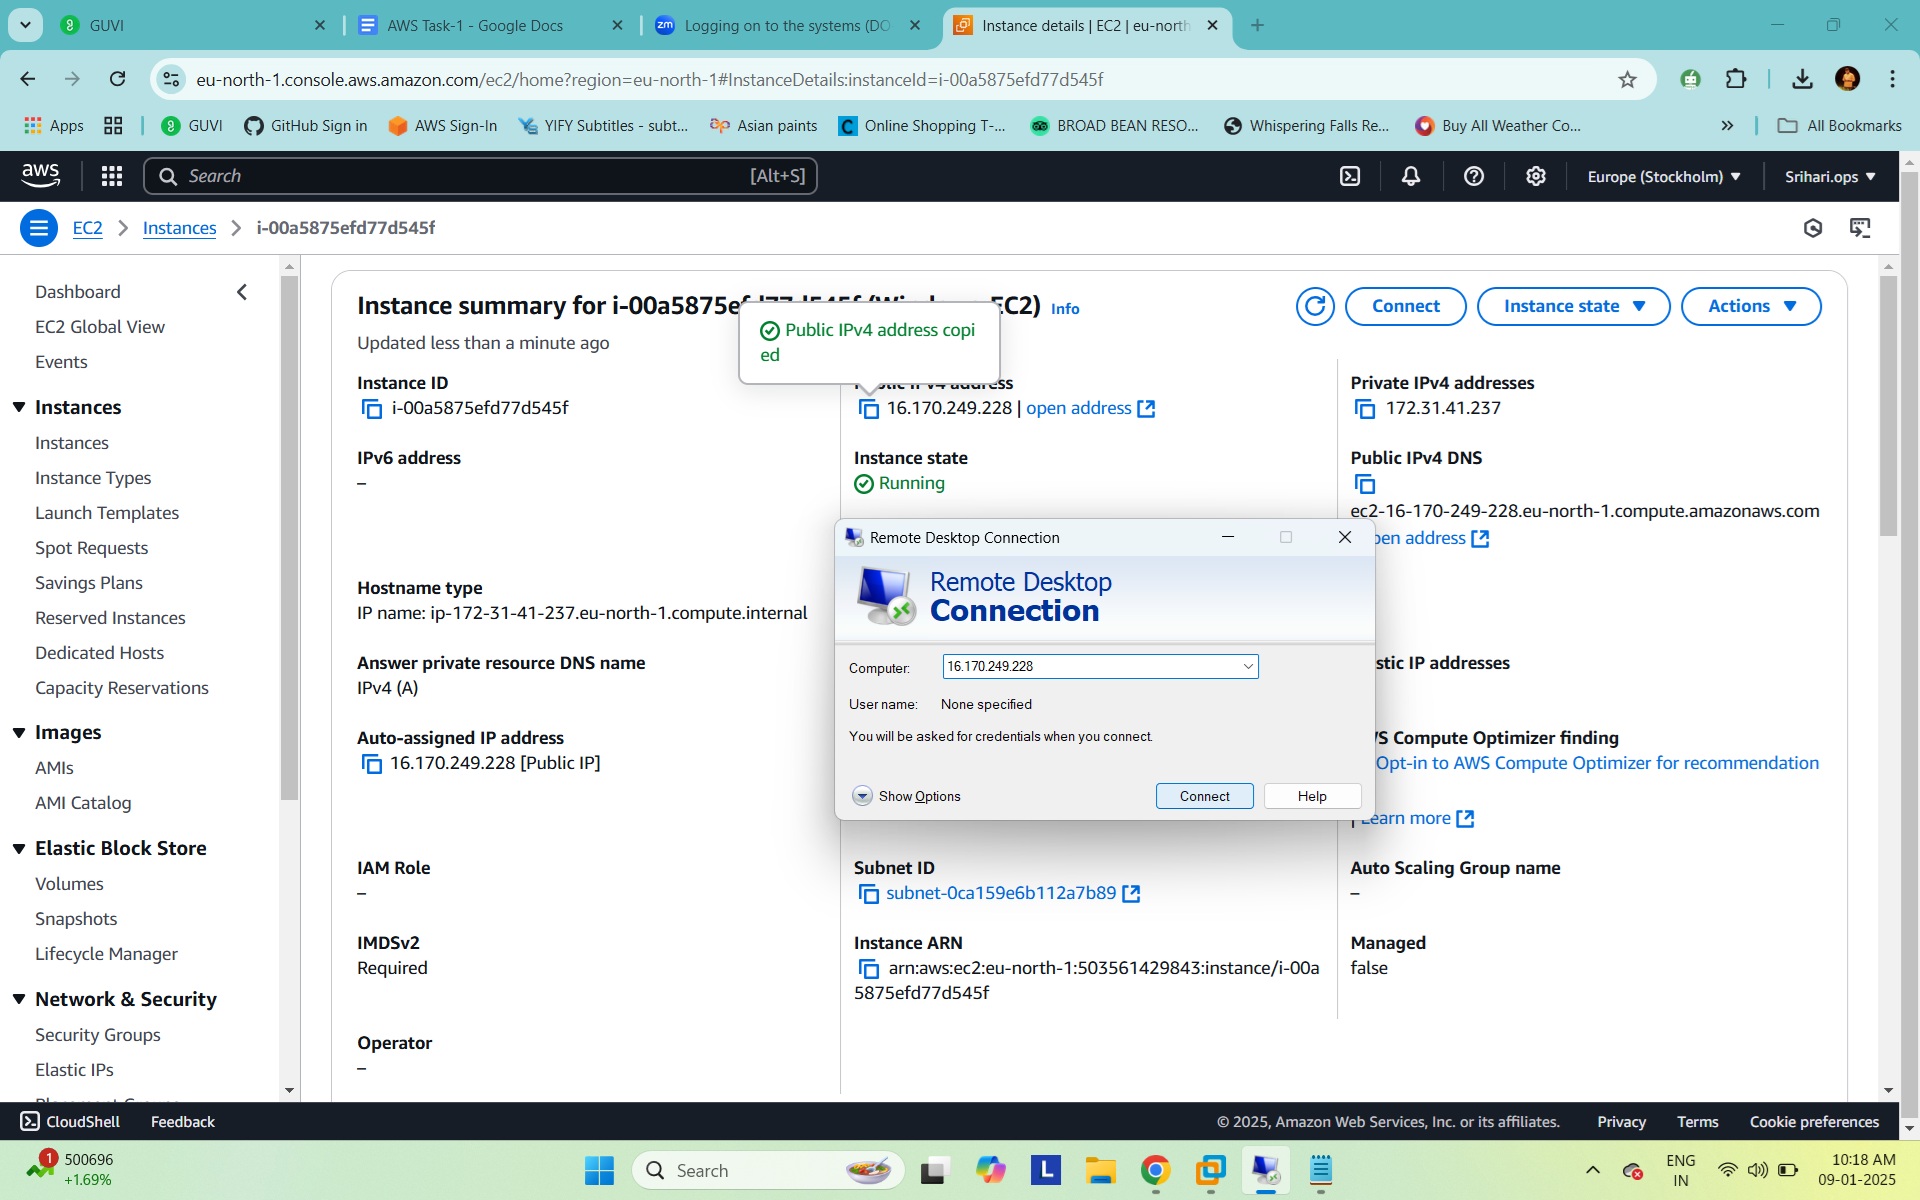 GUVI
AWS Task-1 - Google Docs
Logging on to the systems (DO
Instance details | EC2 | eu-north
eu-north-1.console.aws.amazon.com/ec2/home?region=eu-north-1#InstanceDetails:instanceId=i-00a5875efd77d545f
Apps
GUVI
GitHub Sign in
AWS Sign-In
YIFY Subtitles - subt...
Asian paints
Online Shopping T-...
BROAD BEAN RESO...
Whispering Falls Re...
Buy All Weather Co...
All Bookmarks
aws
Search
[Alt+S]
Europe (Stockholm)
Srihari.ops
EC2
Instances
i-00a5875efd77d545f
Dashboard
EC2 Global View
Events
Instances
Instances
Instance Types
Launch Templates
Spot Requests
Savings Plans
Reserved Instances
Dedicated Hosts
Capacity Reservations
Images
AMIs
AMI Catalog
Elastic Block Store
Volumes
Snapshots
Lifecycle Manager
Network & Security
Security Groups
Elastic IPs
Instance summary for i-00a5875ef EC2) Info
Updated less than a minute ago
Connect
Instance state
Actions
Public IPv4 address copi
ed
Instance ID
i-00a5875efd77d545f
IPv4 address
16.170.249.228 | open address
Private IPv4 addresses
172.31.41.237
IPv6 address
–
Instance state
Running
Public IPv4 DNS
ec2-16-170-249-228.eu-north-1.compute.amazonaws.com
pen address
Hostname type
IP name: ip-172-31-41-237.eu-north-1.compute.internal
Answer private resource DNS name
IPv4 (A)
stic IP addresses
Auto-assigned IP address
16.170.249.228 [Public IP]
/S Compute Optimizer finding
Opt-in to AWS Compute Optimizer for recommendation
| Learn more
Remote Desktop Connection
Remote Desktop
Connection
Computer:
16.170.249.228
User name:
None specified
You will be asked for credentials when you connect.
Show Options
Connect
Help
IAM Role
–
Subnet ID
subnet-0ca159e6b112a7b89
Auto Scaling Group name
–
IMDSv2
Required
Instance ARN
arn:aws:ec2:eu-north-1:503561429843:instance/i-00a
5875efd77d545f
Managed
false
Operator
–
CloudShell
Feedback
© 2025, Amazon Web Services, Inc. or its affiliates.
Privacy
Terms
Cookie preferences
1
500696
+1.69%
Search
ENG
IN
10:18 AM
09-01-2025